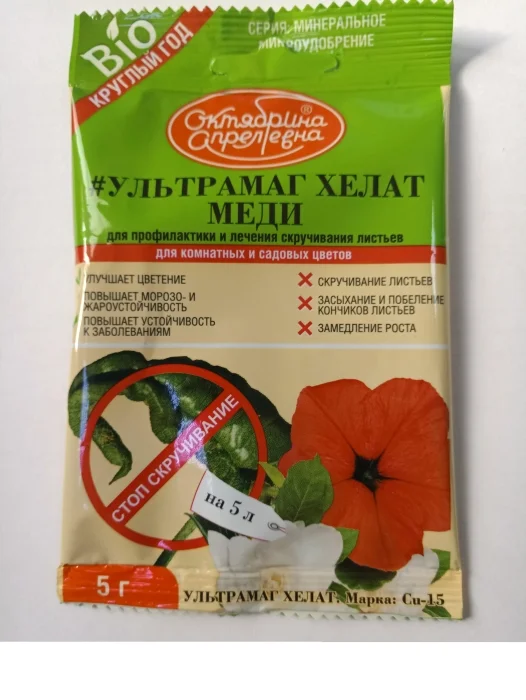 Bio
КРУГЛЫЙ ГОД
СЕРИЯ: МИНЕРАЛЬНОЕ
МИКРОУДОБРЕНИЕ
Октябрина
Апрелевна®
#УЛЬТРАМАГ ХЕЛАТ
МЕДИ
для профилактики и лечения скручивания листьев
для комнатных и садовых цветов
УЛУЧШАЕТ ЦВЕТЕНИЕ
ПОВЫШАЕТ МОРОЗО- И
ЖАРОУСТОЙЧИВОСТЬ
ПОВЫШАЕТ УСТОЙЧИВОСТЬ
К ЗАБОЛЕВАНИЯМ
СКРУЧИВАНИЕ ЛИСТЬЕВ
ЗАСЫХАНИЕ И ПОБЕЛЕНИЕ
КОНЧИКОВ ЛИСТЬЕВ
ЗАМЕДЛЕНИЕ РОСТА
СТОП СКРУЧИВАНИЕ
на 5 л
5 г
УЛЬТРАМАГ ХЕЛАТ. Марка: Cu-15